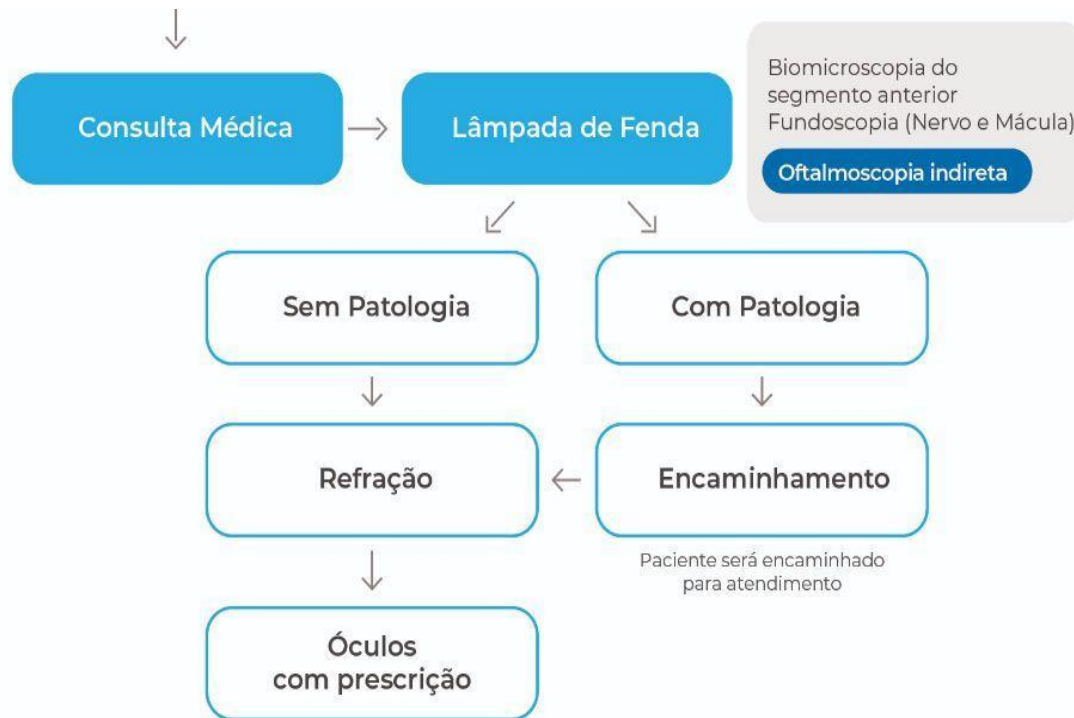 Consulta Médica
Lâmpada de Fenda
Biomicroscopia do
segmento anterior
Fundoscopia (Nervo e Mácula)
Oftalmoscopia indireta
Sem Patologia
Com Patologia
Refração
Encaminhamento
Paciente será encaminhado
para atendimento
Óculos
com prescrição